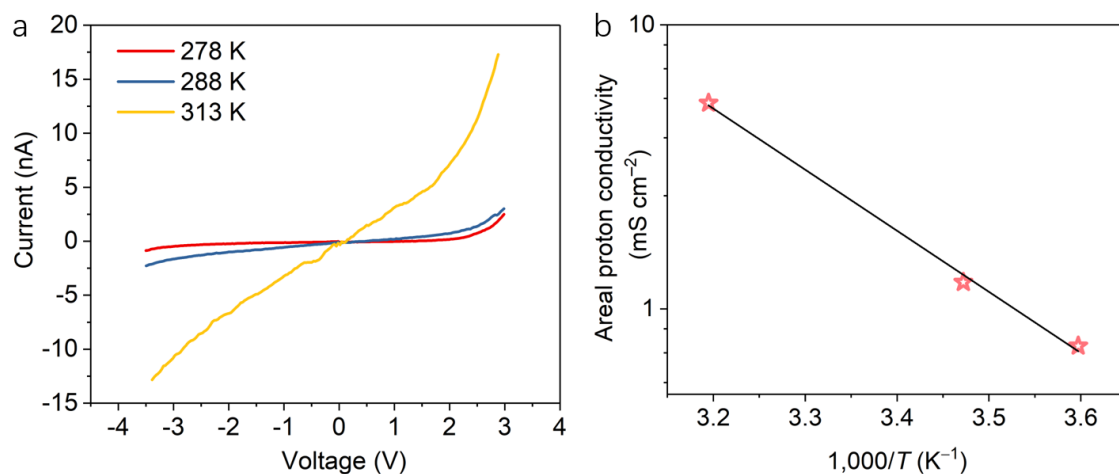 a
20
15
10
5
0
-5
-10
-15
Current (nA)
278 K
288 K
313 K
-4 -3 -2 -1 0 1 2 3 4
Voltage (V)
b
10
1
Areal proton conductivity
(mS cm⁻²)
3.2 3.3 3.4 3.5 3.6
1,000/T (K⁻¹)